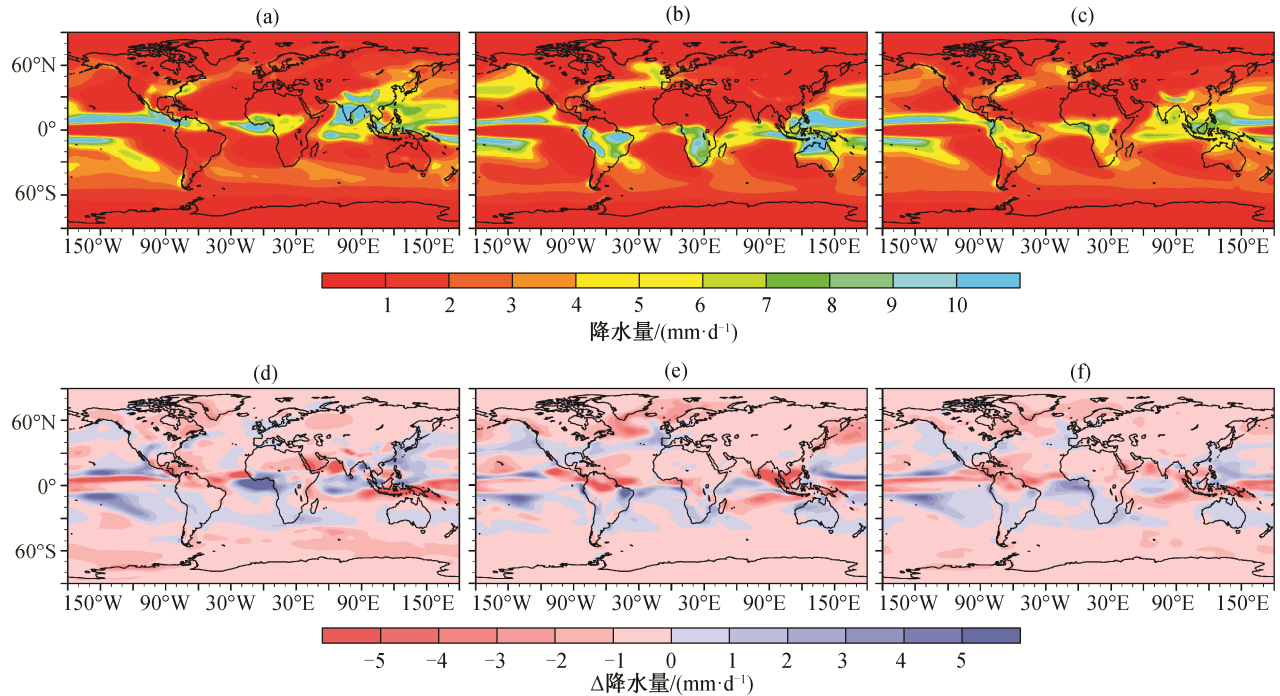 (a) (b) (c)
60°N
0°
60°S
150°W 90°W 30°W 30°E 90°E 150°E 150°W 90°W 30°W 30°E 90°E 150°E 150°W 90°W 30°W 30°E 90°E 150°E
1 2 3 4 5 6 7 8 9 10
降水量/(mm·d⁻¹)
(d) (e) (f)
60°N
0°
60°S
150°W 90°W 30°W 30°E 90°E 150°E 150°W 90°W 30°W 30°E 90°E 150°E 150°W 90°W 30°W 30°E 90°E 150°E
−5 −4 −3 −2 −1 0 1 2 3 4 5
Δ降水量/(mm·d⁻¹)